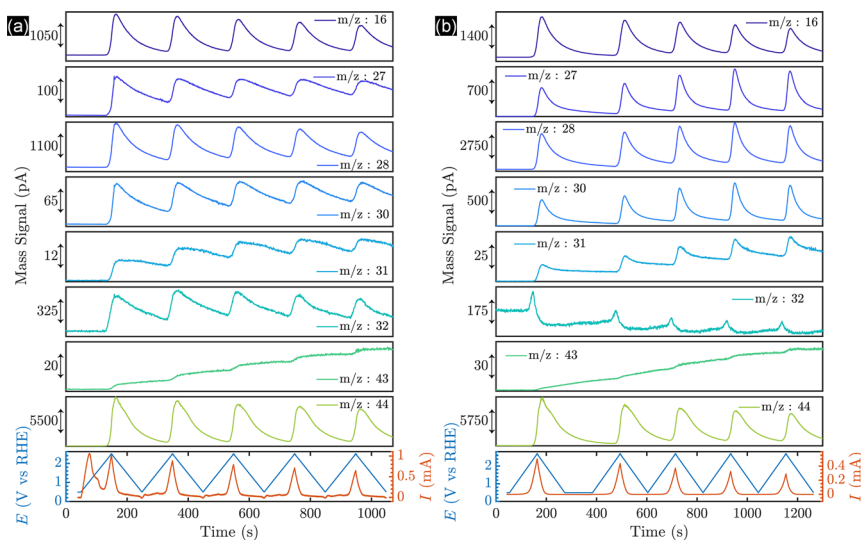 (a)
m/z : 16
1050
m/z : 27
100
m/z : 28
1100
m/z : 30
65
m/z : 31
12
m/z : 32
325
m/z : 43
20
m/z : 44
5500
Mass Signal (pA)
E (V vs RHE)
2
1
0
1
0.5
0
I (mA)
0 200 400 600 800 1000
Time (s)
(b)
m/z : 16
1400
m/z : 27
700
m/z : 28
2750
m/z : 30
500
m/z : 31
25
m/z : 32
175
m/z : 43
30
m/z : 44
5750
Mass Signal (pA)
E (V vs RHE)
2
1
0
0.4
0.2
0
I (mA)
0 200 400 600 800 1000 1200
Time (s)